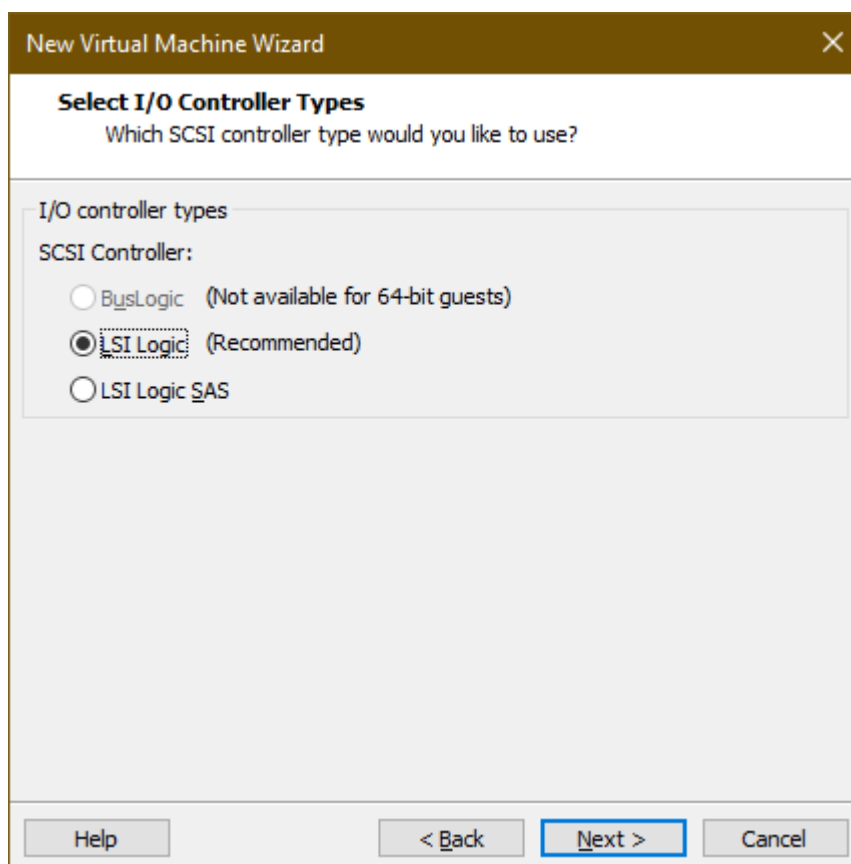 New Virtual Machine Wizard
Select I/O Controller Types
Which SCSI controller type would you like to use?
I/O controller types
SCSI Controller:
BusLogic (Not available for 64-bit guests)
LSI Logic (Recommended)
LSI Logic SAS
Help < Back Next > Cancel